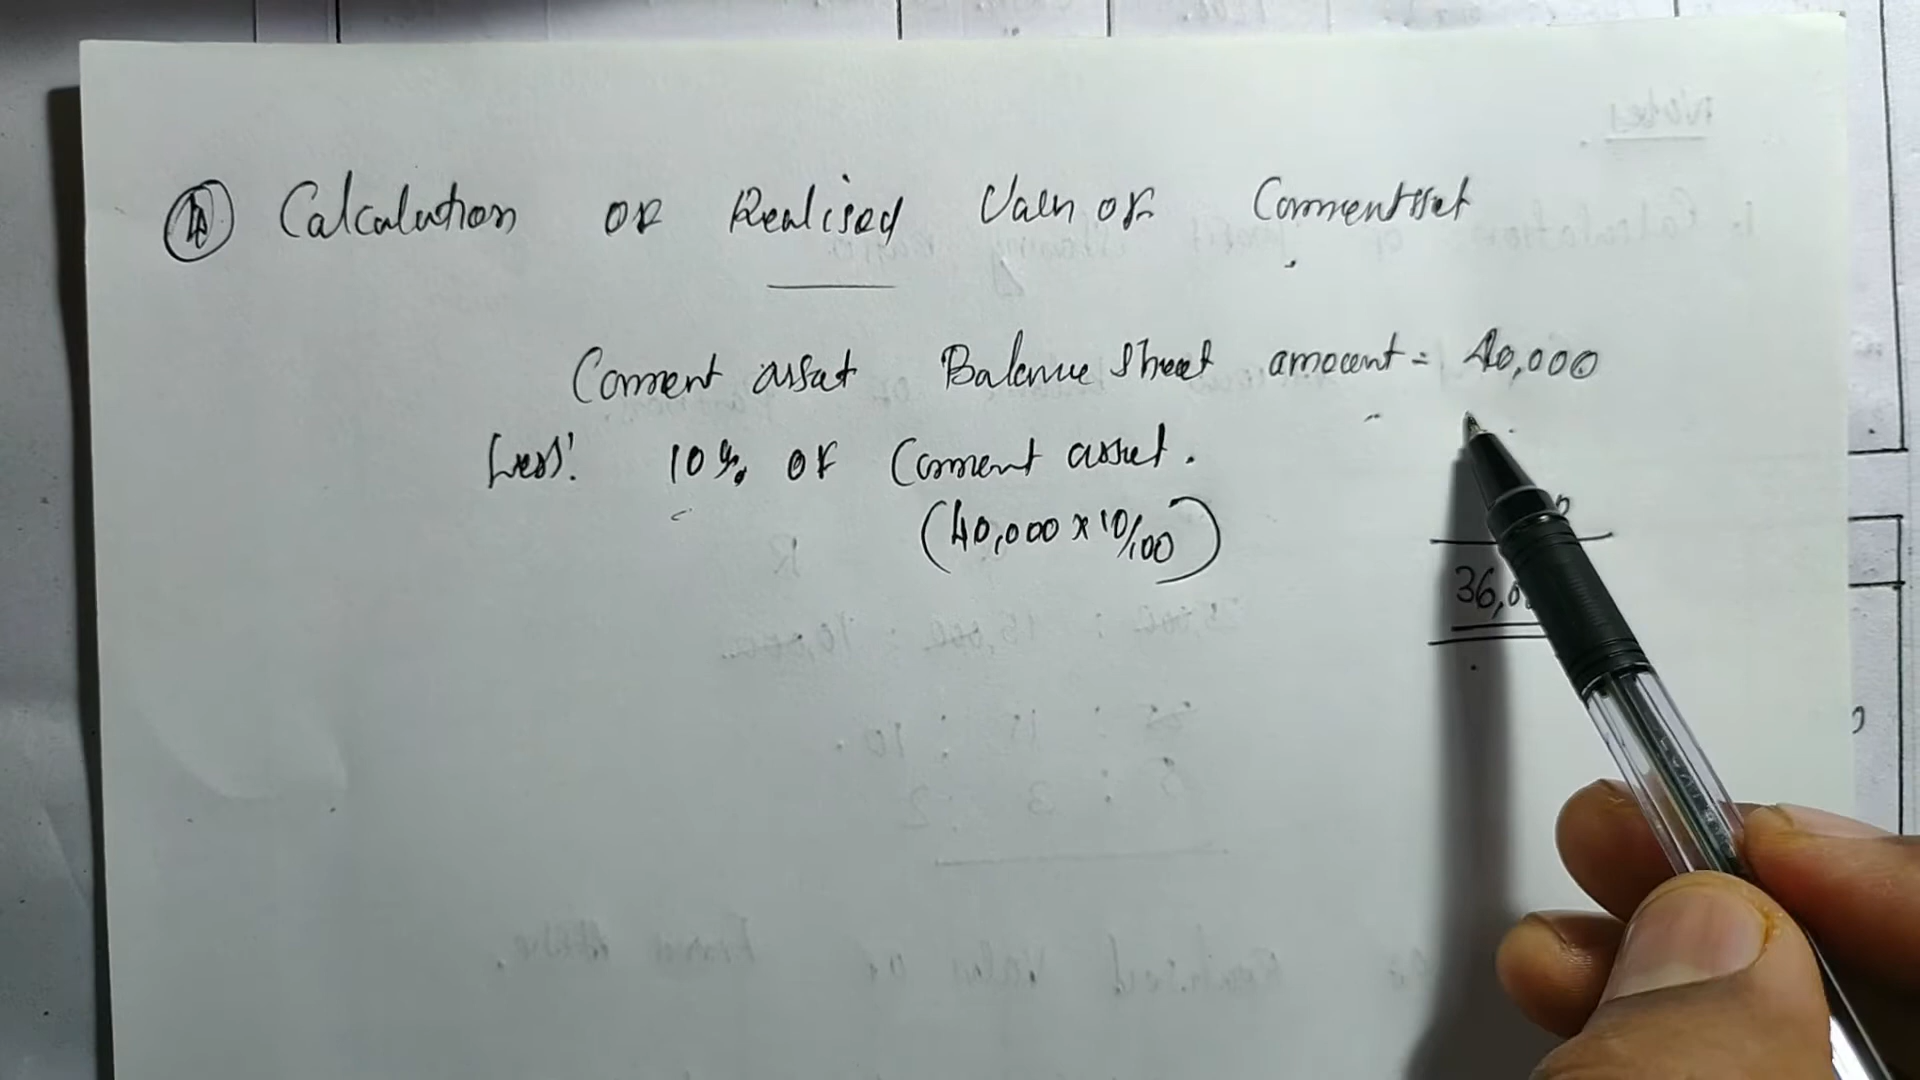 4 Calculation of Realised Value of Current asset
Current asset Balance sheet amount = 40,000
Less: 10% of Current asset.
(40,000 x 10/100)
36,0